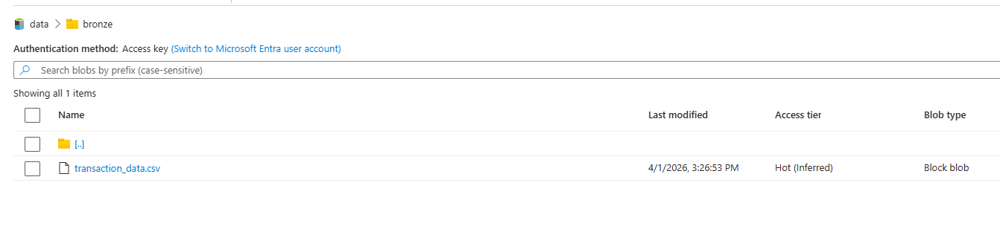 data > bronze
Authentication method: Access key (Switch to Microsoft Entra user account)
Search blobs by prefix (case-sensitive)
Showing all 1 items
Name Last modified Access tier Blob type
[..]
transaction_data.csv 4/1/2026, 3:26:53 PM Hot (Inferred) Block blob